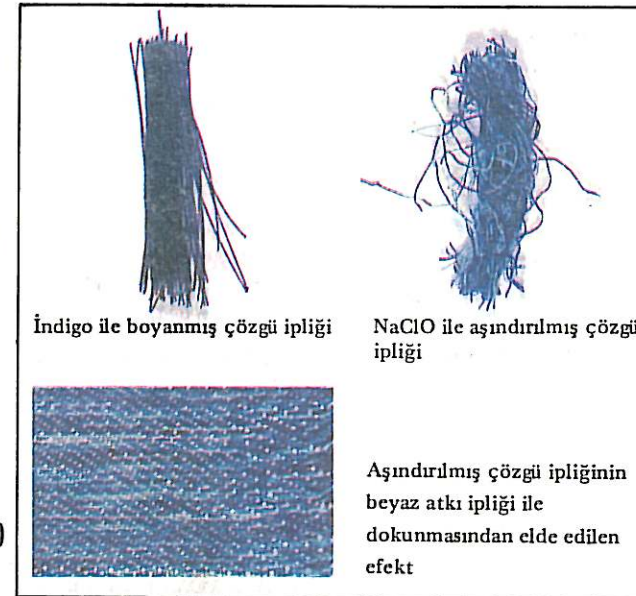 İndigo ile boyanmış çözgü ipliği
NaClO ile aşındırılmış çözgü
ipliği
Aşındırılmış çözgü ipliğinin
beyaz atkı ipliği ile
dokunmasından elde edilen
efekt
)